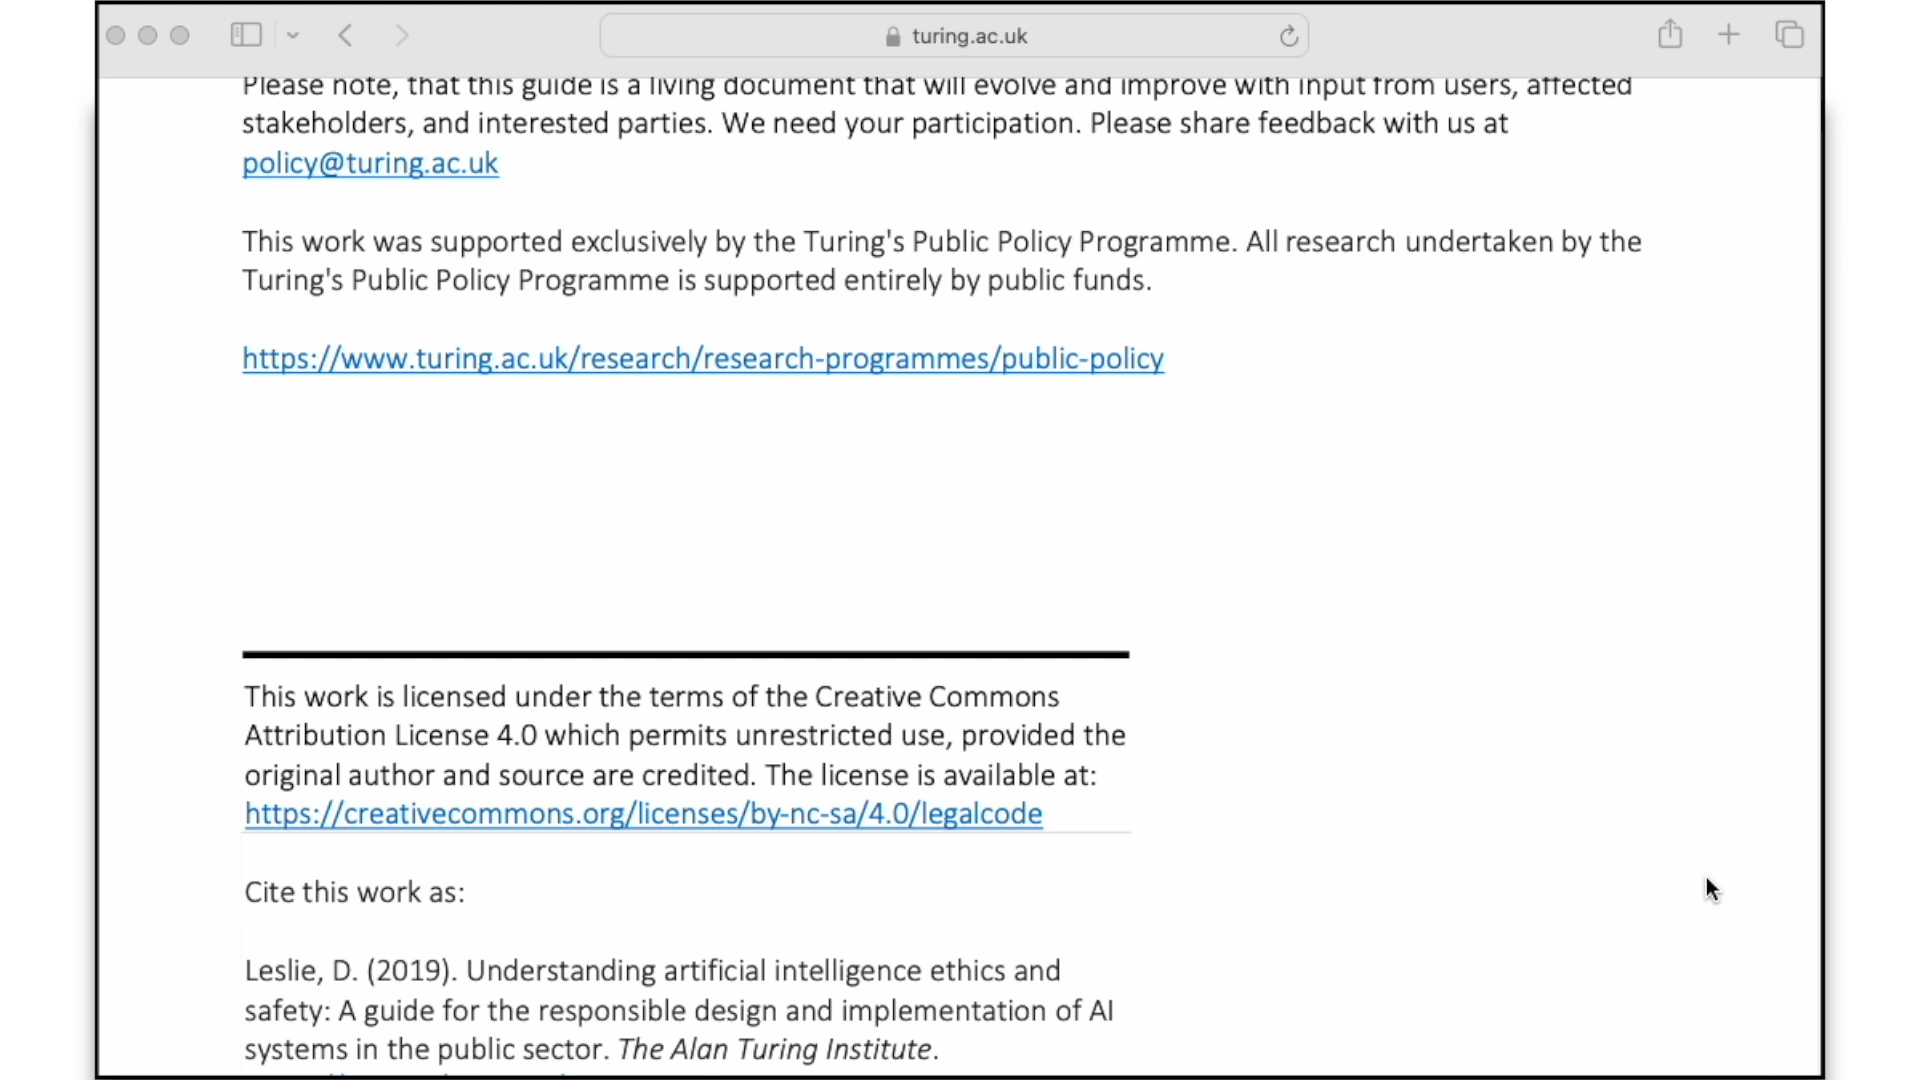 turing.ac.uk
Please note, that this guide is a living document that will evolve and improve with input from users, affected
stakeholders, and interested parties. We need your participation. Please share feedback with us at
policy@turing.ac.uk
This work was supported exclusively by the Turing's Public Policy Programme. All research undertaken by the
Turing's Public Policy Programme is supported entirely by public funds.
https://www.turing.ac.uk/research/research-programmes/public-policy
This work is licensed under the terms of the Creative Commons
Attribution License 4.0 which permits unrestricted use, provided the
original author and source are credited. The license is available at:
https://creativecommons.org/licenses/by-nc-sa/4.0/legalcode
Cite this work as:
Leslie, D. (2019). Understanding artificial intelligence ethics and
safety: A guide for the responsible design and implementation of AI
systems in the public sector. The Alan Turing Institute.